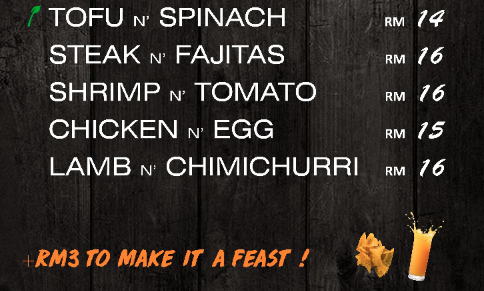 TOFU N' SPINACH RM 14
STEAK N' FAJITAS RM 16
SHRIMP N' TOMATO RM 16
CHICKEN N' EGG RM 15
LAMB N' CHIMICHURRI RM 16
+RM3 TO MAKE IT A FEAST !